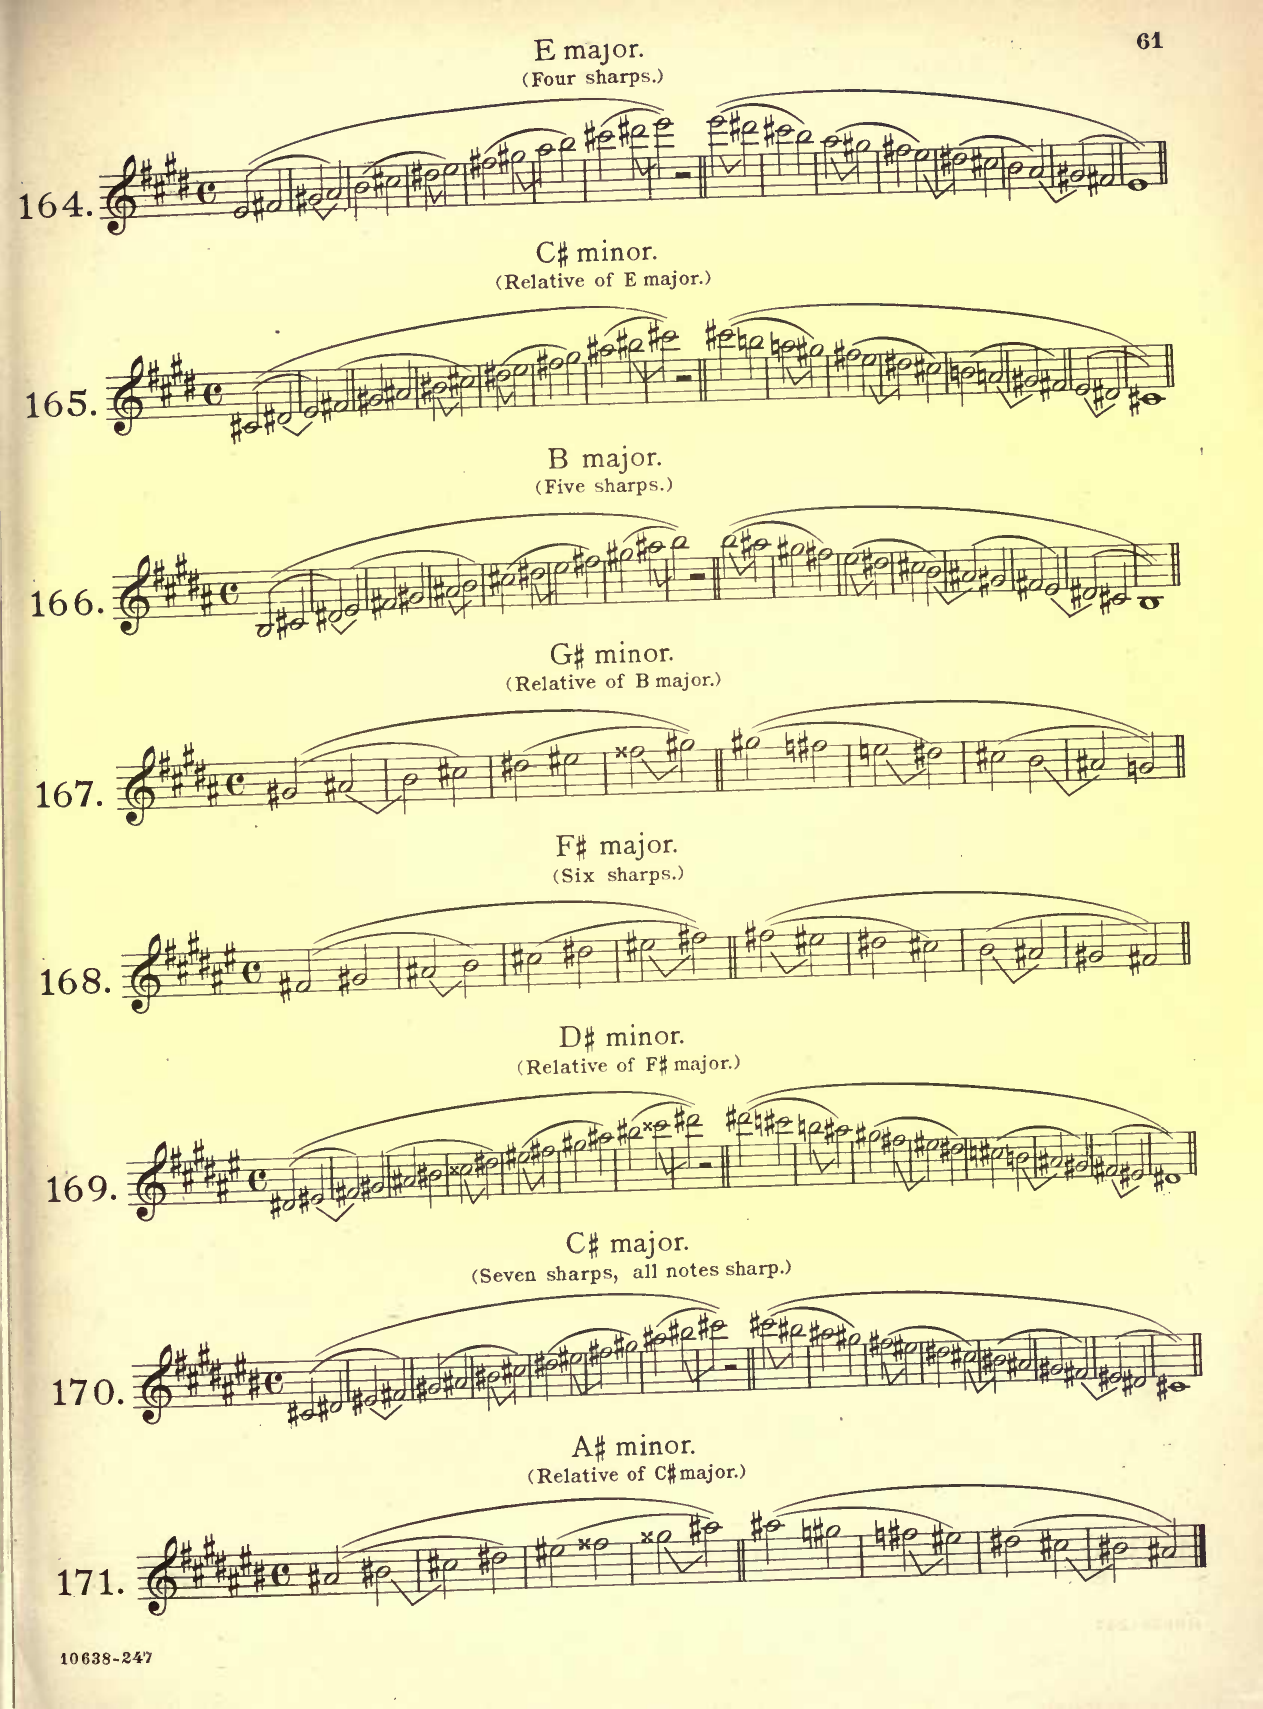 61
E major.
(Four sharps.)
164.
C♯ minor.
(Relative of E major.)
165.
B major.
(Five sharps.)
166.
G♯ minor.
(Relative of B major.)
167.
F♯ major.
(Six sharps.)
168.
D♯ minor.
(Relative of F♯ major.)
169.
C♯ major.
(Seven sharps, all notes sharp.)
170.
A♯ minor.
(Relative of C♯ major.)
171.
10638-247